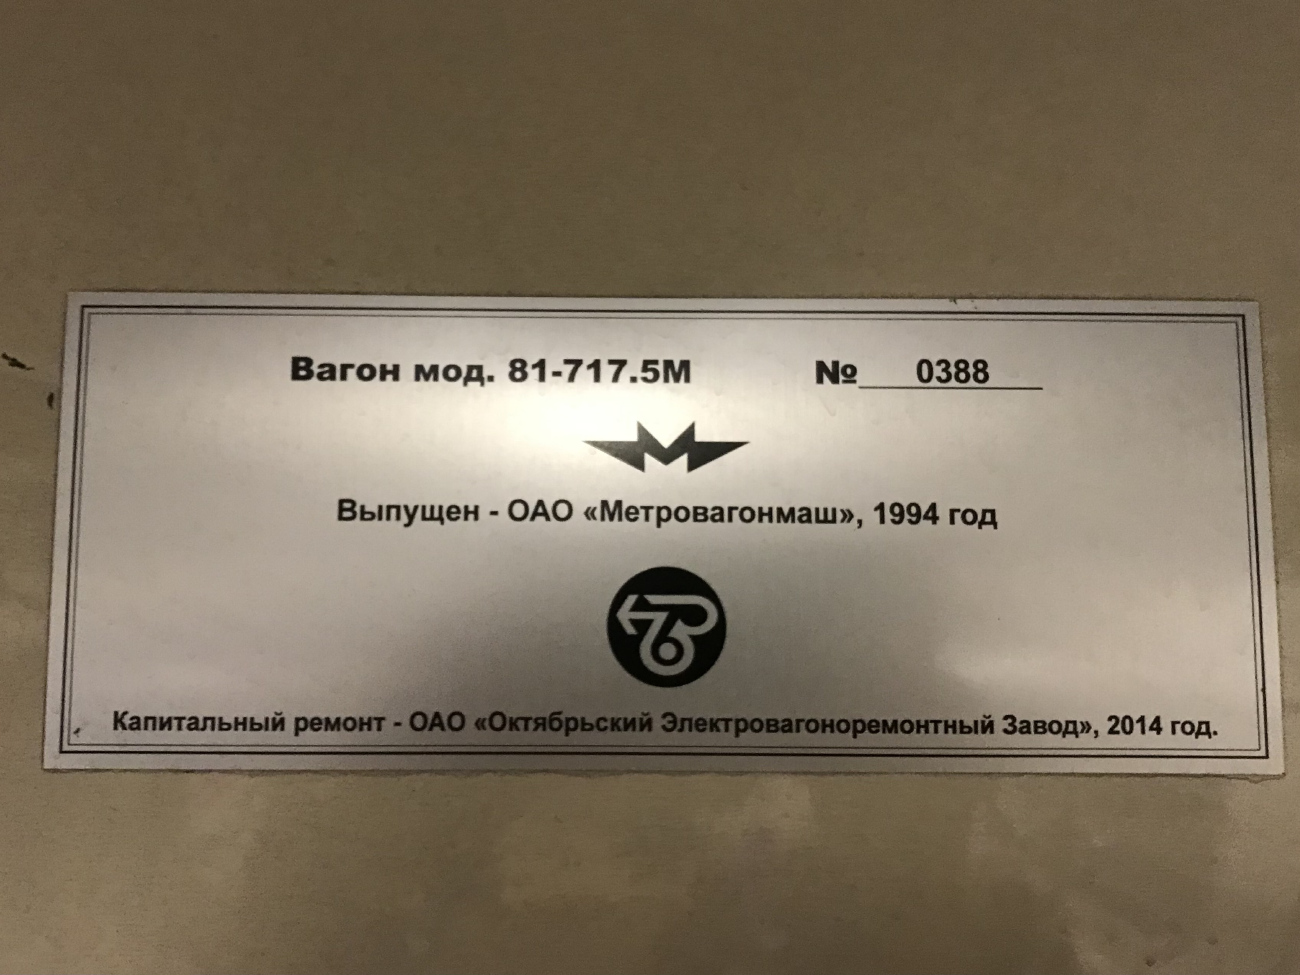 Вагон мод. 81-717.5М № 0388
Выпущен - ОАО «Метровагонмаш», 1994 год
Капитальный ремонт - ОАО «Октябрьский Электровагоноремонтный Завод», 2014 год.